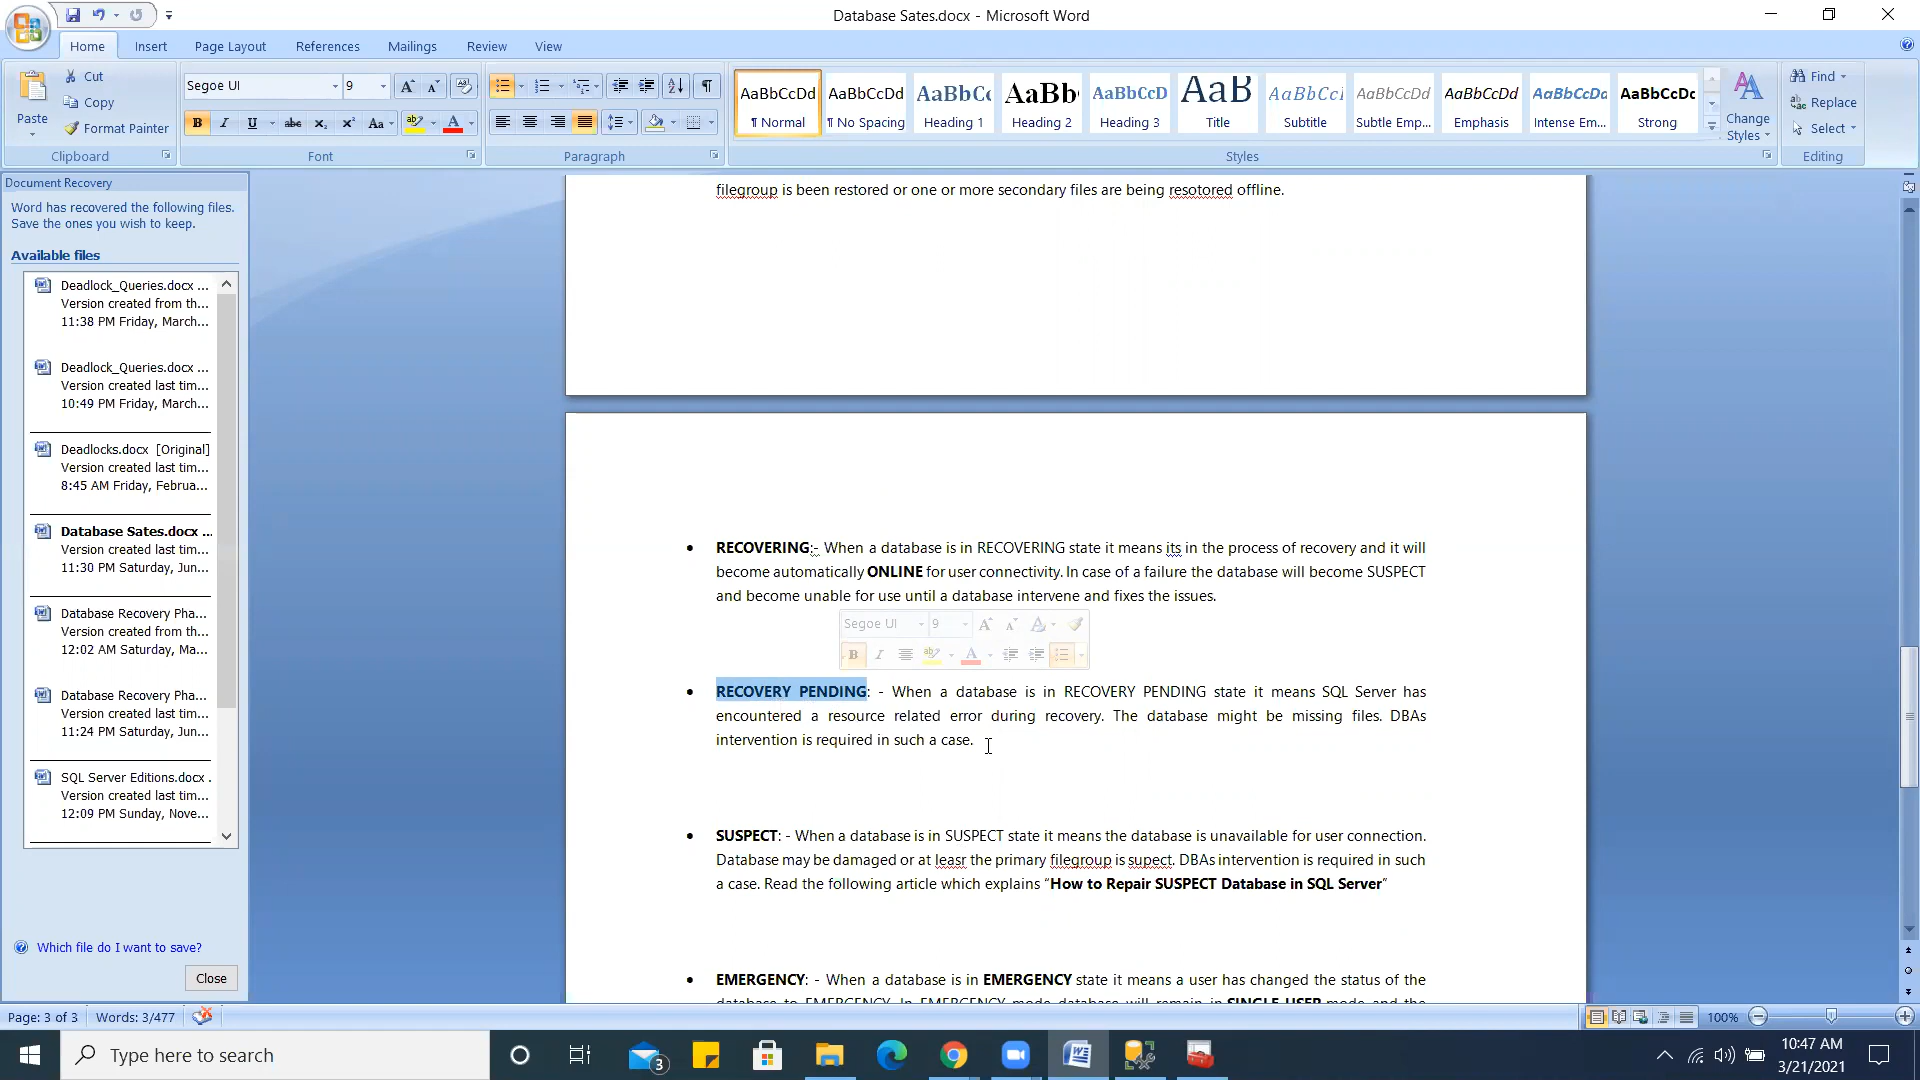 Database Sates.docx - Microsoft Word
Home Insert Page Layout References Mailings Review View
Paste
Cut
Copy
Format Painter
Clipboard
Segoe UI 9
Font
Paragraph
AaBbCcDd AaBbCcDd AaBbCc AaBb( AaBbCcD AaB AaBbCcI AaBbCcDd AaBbCcDd AaBbCcDd AaBbCcDc
¶ Normal ¶ No Spacing Heading 1 Heading 2 Heading 3 Title Subtitle Subtle Emp... Emphasis Intense Em... Strong
Styles
Change Styles
Find
Replace
Select
Editing
Document Recovery
Word has recovered the following files.
Save the ones you wish to keep.
Available files
Deadlock_Queries.docx ...
Version created from th...
11:38 PM Friday, March...
Deadlock_Queries.docx ...
Version created last tim...
10:49 PM Friday, March...
Deadlocks.docx [Original]
Version created last tim...
8:45 AM Friday, Februa...
Database Sates.docx ...
Version created last tim...
11:30 PM Saturday, Jun...
Database Recovery Pha...
Version created from th...
12:02 AM Saturday, Ma...
Database Recovery Pha...
Version created last tim...
11:24 PM Saturday, Jun...
SQL Server Editions.docx .
Version created last tim...
12:09 PM Sunday, Nove...
Which file do I want to save?
Close
filegroup is been restored or one or more secondary files are being resotored offline.
• RECOVERING:- When a database is in RECOVERING state it means its in the process of recovery and it will
become automatically ONLINE for user connectivity. In case of a failure the database will become SUSPECT
and become unable for use until a database intervene and fixes the issues.
Segoe UI 9
• RECOVERY PENDING: - When a database is in RECOVERY PENDING state it means SQL Server has
encountered a resource related error during recovery. The database might be missing files. DBAs
intervention is required in such a case.
• SUSPECT: - When a database is in SUSPECT state it means the database is unavailable for user connection.
Database may be damaged or at leasr the primary filegroup is supect. DBAs intervention is required in such
a case. Read the following article which explains “How to Repair SUSPECT Database in SQL Server”
• EMERGENCY: - When a database is in EMERGENCY state it means a user has changed the status of the
database to EMERGENCY. In EMERGENCY mode database will remain in SINGLE USER mode and the
Page: 3 of 3 Words: 3/477
100%
Type here to search
3
10:47 AM
3/21/2021